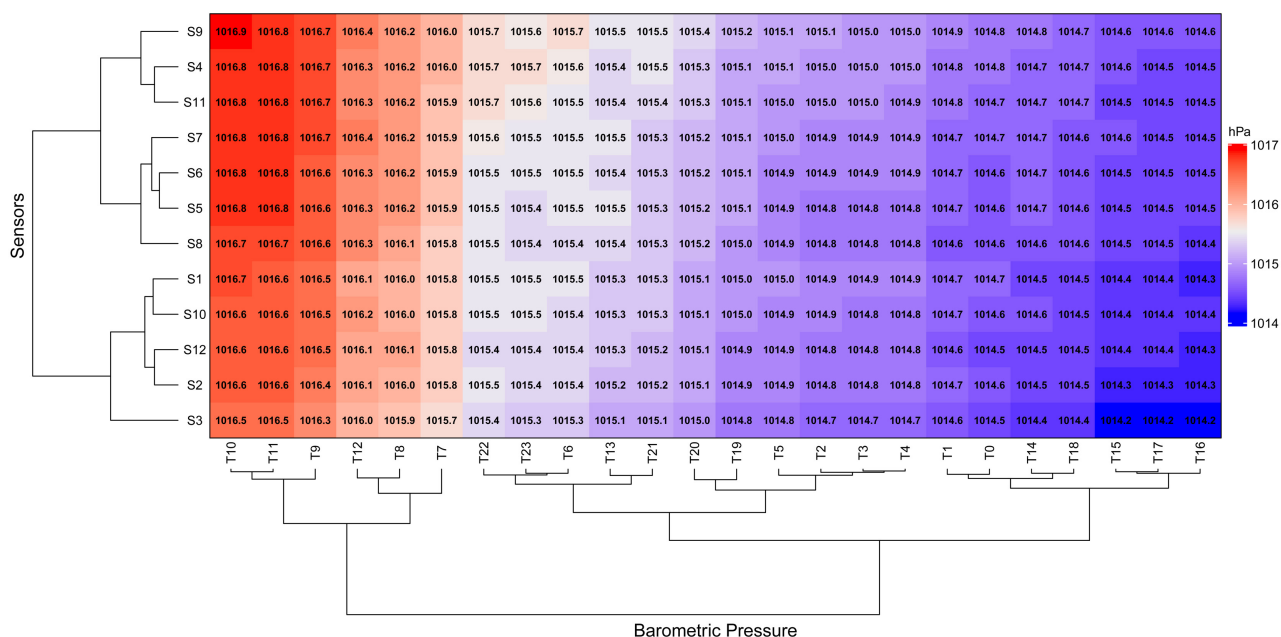 S9 1016.9 1016.8 1016.7 1016.4 1016.2 1016.0 1015.7 1015.6 1015.7 1015.5 1015.5 1015.4 1015.2 1015.1 1015.1 1015.0 1015.0 1014.9 1014.8 1014.8 1014.7 1014.6 1014.6 1014.6
S4 1016.8 1016.8 1016.7 1016.3 1016.2 1016.0 1015.7 1015.7 1015.6 1015.4 1015.5 1015.3 1015.1 1015.1 1015.0 1015.0 1015.0 1014.8 1014.8 1014.7 1014.7 1014.6 1014.5 1014.5
S11 1016.8 1016.8 1016.7 1016.3 1016.2 1015.9 1015.7 1015.6 1015.5 1015.4 1015.4 1015.3 1015.1 1015.0 1015.0 1015.0 1014.9 1014.8 1014.7 1014.7 1014.7 1014.5 1014.5 1014.5
hPa
S7 1016.8 1016.8 1016.7 1016.4 1016.2 1015.9 1015.6 1015.5 1015.5 1015.5 1015.3 1015.2 1015.1 1015.0 1014.9 1014.9 1014.9 1014.7 1014.7 1014.7 1014.6 1014.6 1014.5 1014.5
1017
S6 1016.8 1016.8 1016.6 1016.3 1016.2 1015.9 1015.5 1015.5 1015.5 1015.4 1015.3 1015.2 1015.1 1014.9 1014.9 1014.9 1014.9 1014.7 1014.6 1014.7 1014.6 1014.5 1014.5 1014.5
1016
S5 1016.8 1016.8 1016.6 1016.3 1016.2 1015.9 1015.5 1015.4 1015.5 1015.5 1015.3 1015.2 1015.1 1014.9 1014.8 1014.8 1014.8 1014.7 1014.6 1014.7 1014.6 1014.5 1014.5 1014.5
Sensors
S8 1016.7 1016.7 1016.6 1016.3 1016.1 1015.8 1015.5 1015.4 1015.4 1015.4 1015.3 1015.2 1015.0 1014.9 1014.8 1014.8 1014.8 1014.6 1014.6 1014.6 1014.6 1014.5 1014.5 1014.4
1015
S1 1016.7 1016.6 1016.5 1016.1 1016.0 1015.8 1015.5 1015.5 1015.5 1015.3 1015.3 1015.1 1015.0 1015.0 1014.9 1014.9 1014.9 1014.7 1014.7 1014.5 1014.5 1014.4 1014.4 1014.3
S10 1016.6 1016.6 1016.5 1016.2 1016.0 1015.8 1015.5 1015.5 1015.4 1015.3 1015.3 1015.1 1015.0 1014.9 1014.9 1014.8 1014.8 1014.7 1014.6 1014.6 1014.5 1014.4 1014.4 1014.4
1014
S12 1016.6 1016.6 1016.5 1016.1 1016.1 1015.8 1015.4 1015.4 1015.4 1015.3 1015.2 1015.1 1014.9 1014.9 1014.8 1014.8 1014.8 1014.6 1014.5 1014.5 1014.5 1014.4 1014.4 1014.3
S2 1016.6 1016.6 1016.4 1016.1 1016.0 1015.8 1015.5 1015.4 1015.4 1015.2 1015.2 1015.1 1014.9 1014.9 1014.8 1014.8 1014.8 1014.7 1014.6 1014.5 1014.5 1014.3 1014.3 1014.3
S3 1016.5 1016.5 1016.3 1016.0 1015.9 1015.7 1015.4 1015.3 1015.3 1015.1 1015.1 1015.0 1014.8 1014.8 1014.7 1014.7 1014.7 1014.6 1014.5 1014.4 1014.4 1014.2 1014.2 1014.2
T10 T11 T9 T12 T8 T7 T22 T23 T6 T13 T21 T20 T19 T5 T2 T3 T4 T1 T0 T14 T18 T15 T17 T16
Barometric Pressure